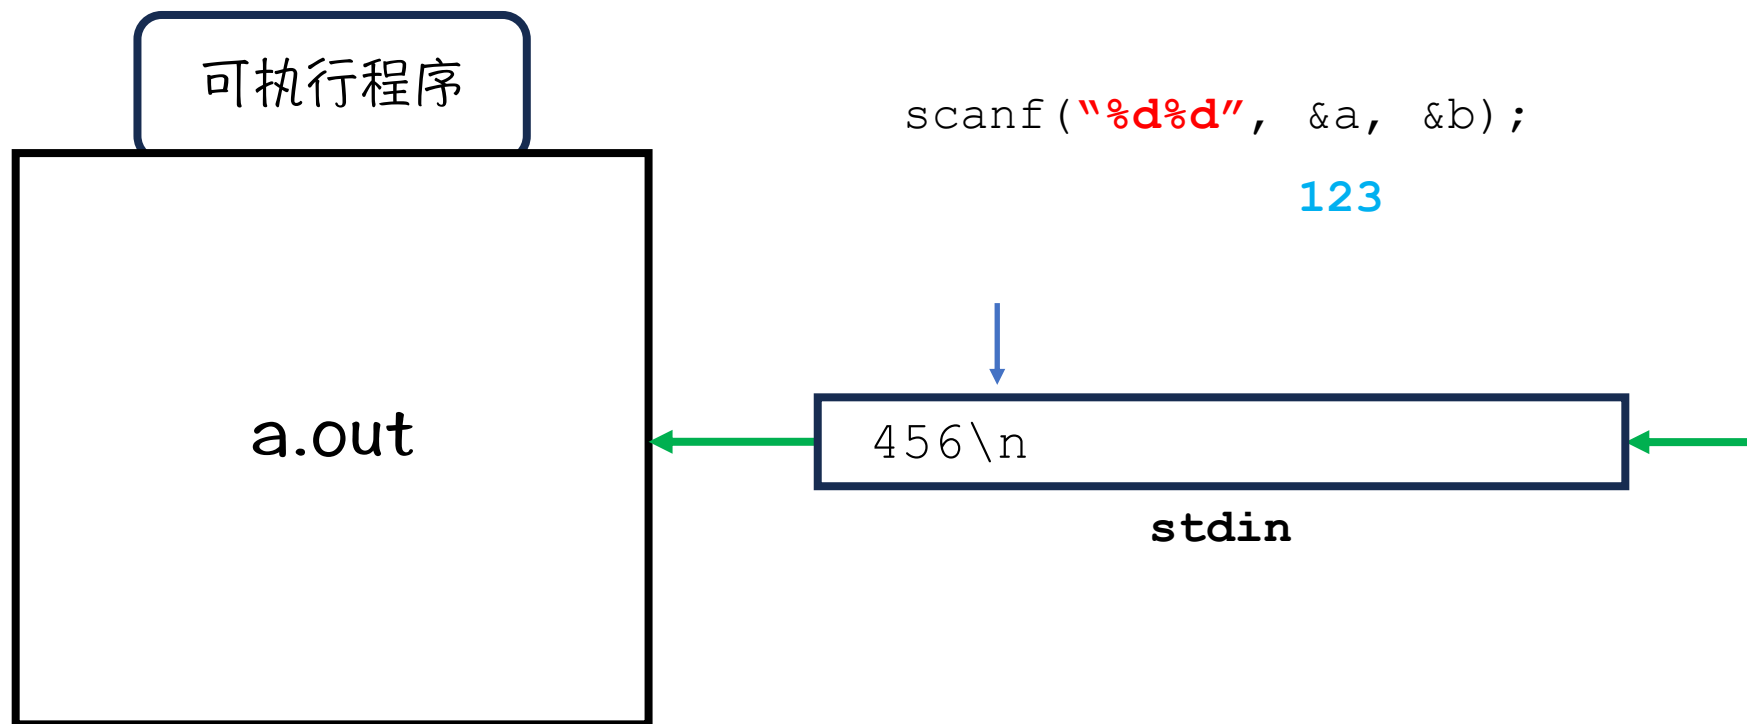 可执行程序
scanf(“%d%d”, &a, &b);
123
a.out
456\n
stdin